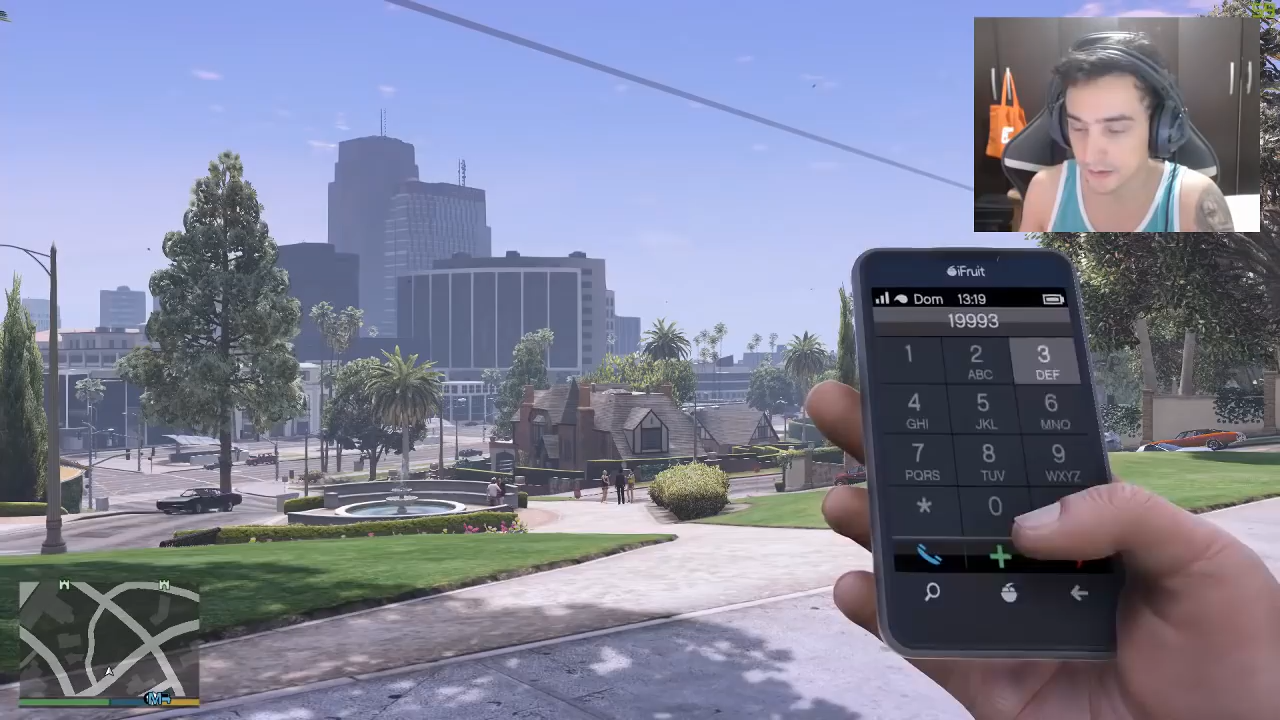 59
iFruit
Dom 13:19
19993
1
2
ABC
3
DEF
4
GHI
5
JKL
6
MNO
7
PQRS
8
TUV
9
WXYZ
*
0
M